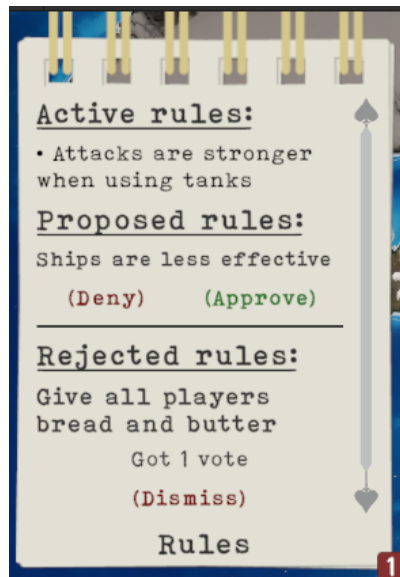 Active rules:
• Attacks are stronger
when using tanks
Proposed rules:
Ships are less effective
(Deny) (Approve)
Rejected rules:
Give all players
bread and butter
Got 1 vote
(Dismiss)
Rules
1